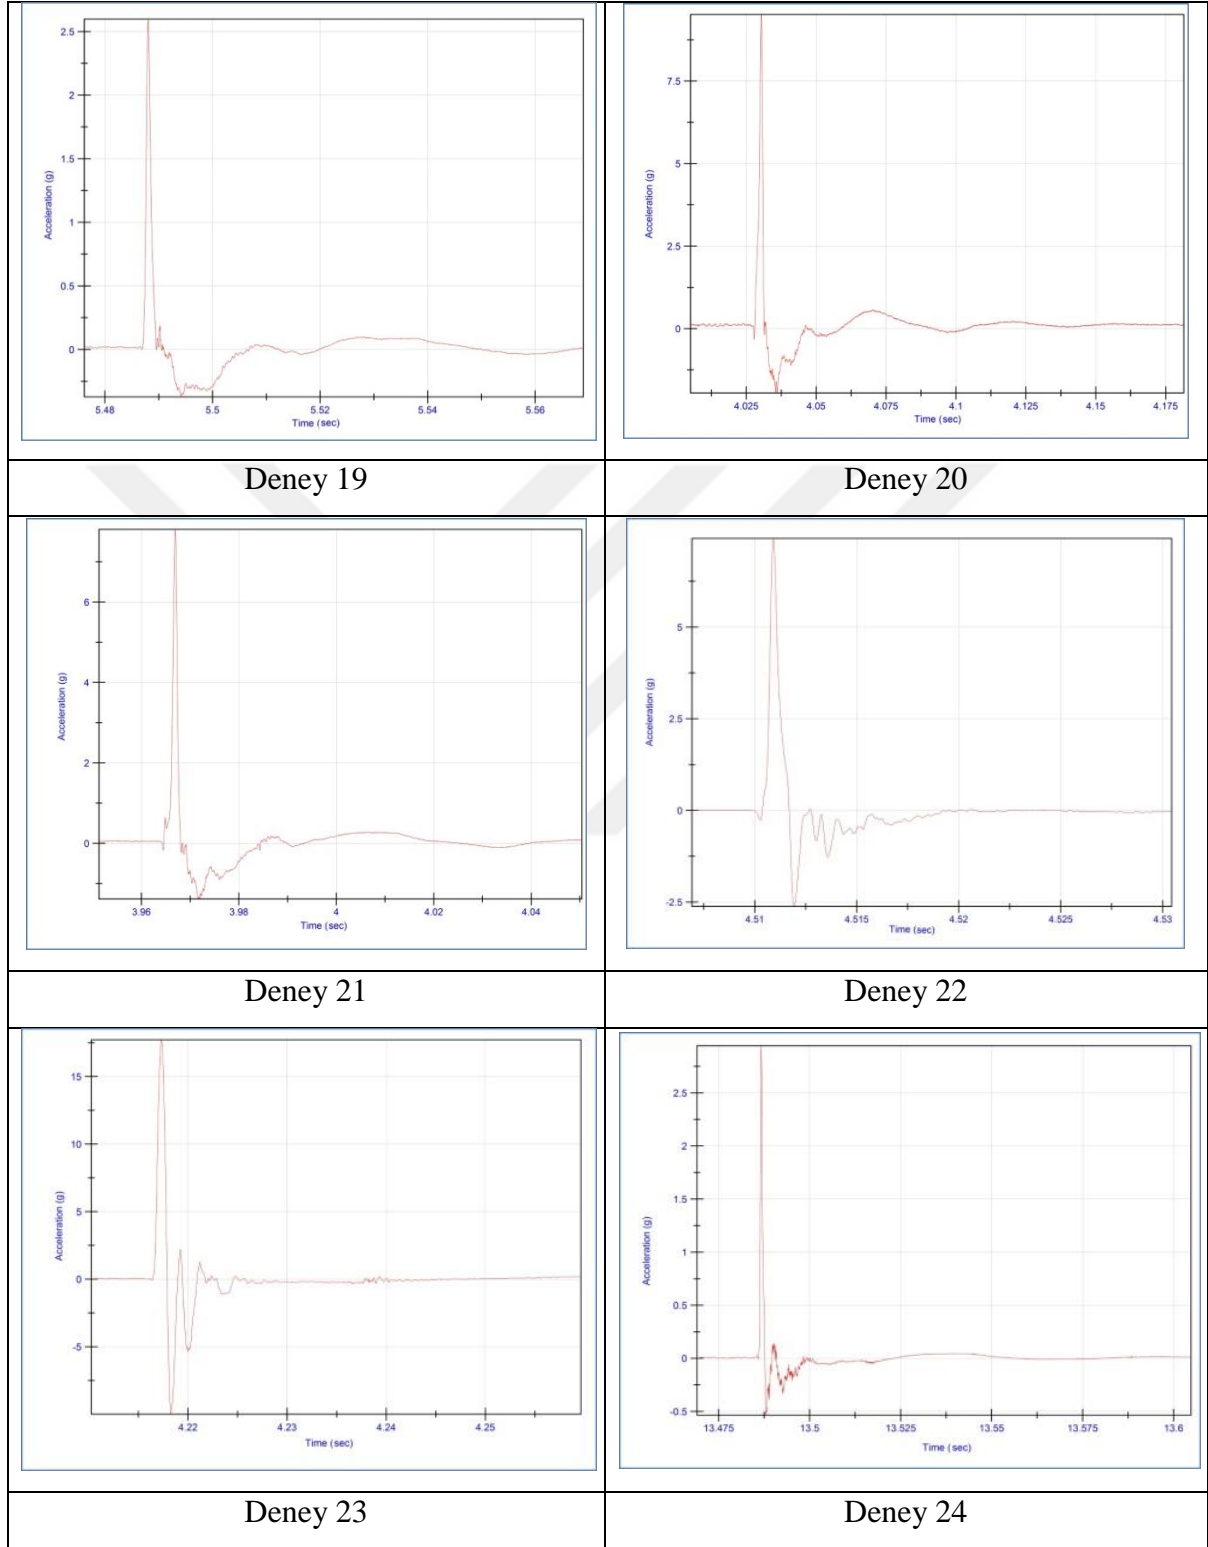 2.5
2
1.5
1
0.5
0
Acceleration (g)
5.48 5.5 5.52 5.54 5.56
Time (sec)
7.5
5
2.5
0
Acceleration (g)
4.025 4.05 4.075 4.1 4.125 4.15 4.175
Time (sec)
Deney 19 Deney 20
6
4
2
0
Acceleration (g)
3.96 3.98 4 4.02 4.04
Time (sec)
5
2.5
0
-2.5
Acceleration (g)
4.51 4.515 4.52 4.525 4.53
Time (sec)
Deney 21 Deney 22
15
10
5
0
-5
Acceleration (g)
4.22 4.23 4.24 4.25
Time (sec)
2.5
2
1.5
1
0.5
0
-0.5
Acceleration (g)
13.475 13.5 13.525 13.55 13.575 13.6
Time (sec)
Deney 23 Deney 24